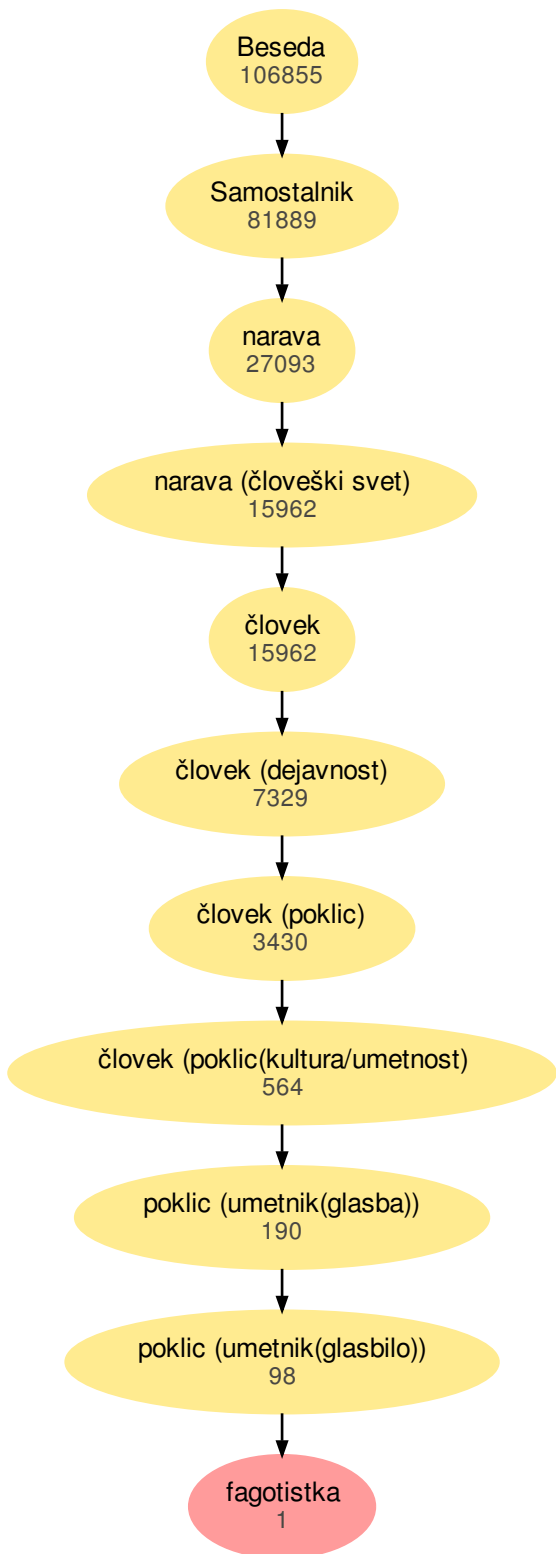 Beseda
106855
Samostalnik
81889
narava
27093
narava (človeški svet)
15962
človek
15962
človek (dejavnost)
7329
človek (poklic)
3430
človek (poklic(kultura/umetnost)
564
poklic (umetnik(glasba))
190
poklic (umetnik(glasbilo))
98
fagotistka
1